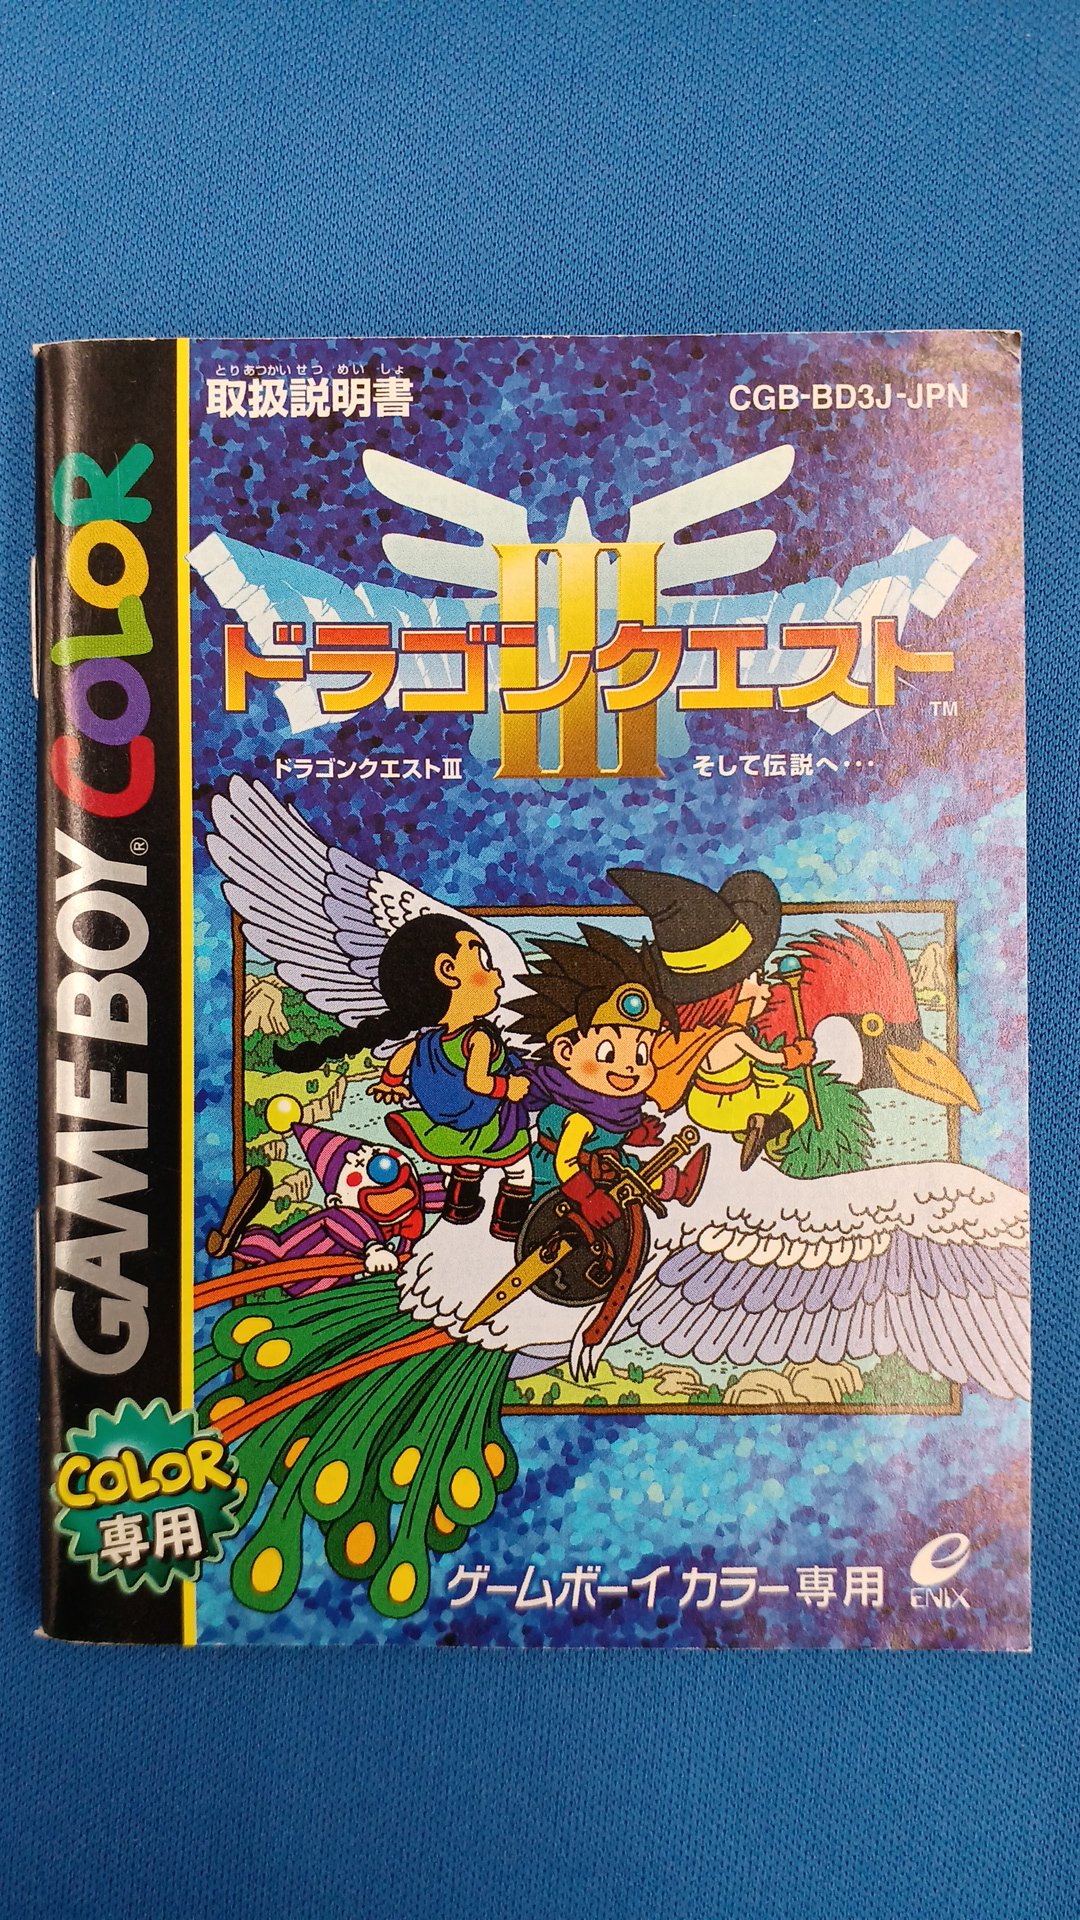 とりあつかいせつめいしょ
取扱説明書
CGB-BD3J-JPN
DRAGON QUEST
III
ドラゴンクエスト
TM
ドラゴンクエストIII
そして伝説へ…
GAME BOY® COLOR
COLOR
専用
ゲームボーイカラー専用
ENIX